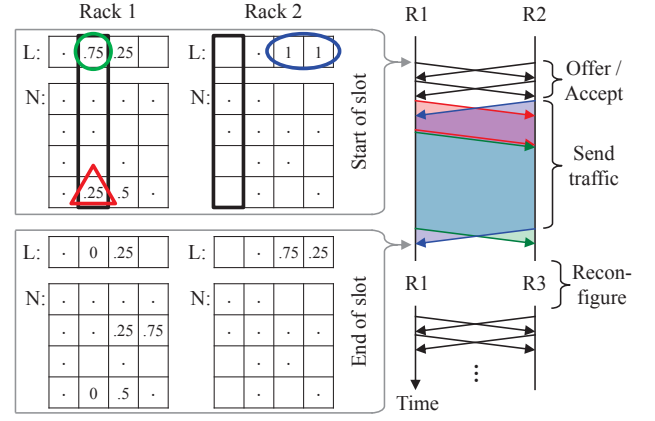 Rack 1 Rack 2
L: · .75 .25
· 1 1
N: · · · ·
· · · ·
· · · ·
· .25 .5 ·
· · · ·
· · · ·
· · · ·
· · · ·
Start of slot
L: · 0 .25
· · .75 .25
N: · · · ·
· · .25 .75
· · · ·
· 0 .5 ·
· · · ·
· · · ·
· · · ·
· · · ·
End of slot
R1 R2
Offer /
Accept
Send
traffic
R1 R3
Recon-
figure
⋮
Time